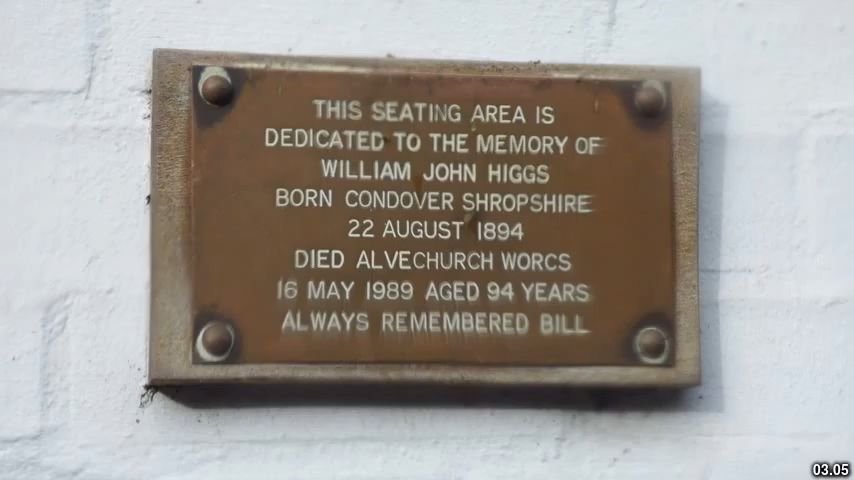 THIS SEATING AREA IS
DEDICATED TO THE MEMORY OF
WILLIAM JOHN HIGGS
BORN CONDOVER SHROPSHIRE
22 AUGUST 1894
DIED ALVECHURCH WORCS
16 MAY 1989 AGED 94 YEARS
ALWAYS REMEMBERED BILL
03.05